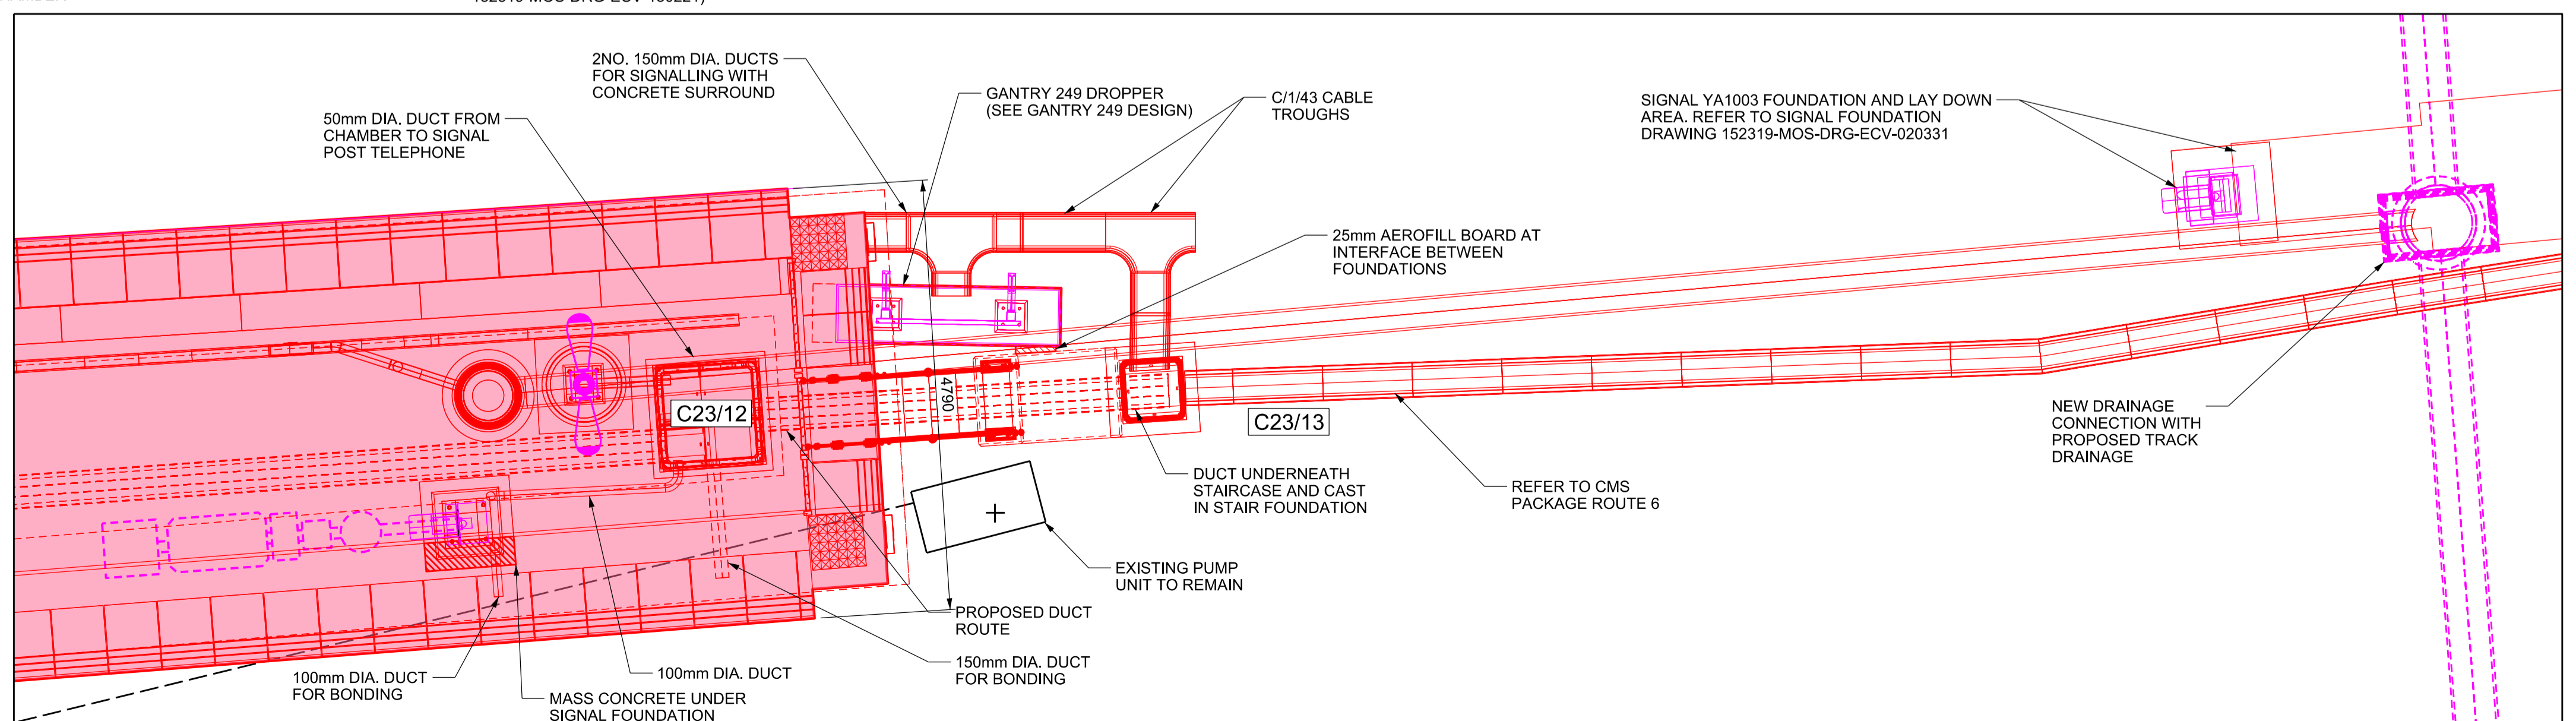 2NO. 150mm DIA. DUCTS
FOR SIGNALLING WITH
CONCRETE SURROUND
GANTRY 249 DROPPER
(SEE GANTRY 249 DESIGN)
C/1/43 CABLE
TROUGHS
SIGNAL YA1003 FOUNDATION AND LAY DOWN
AREA. REFER TO SIGNAL FOUNDATION
DRAWING 152319-MOS-DRG-ECV-020331
50mm DIA. DUCT FROM
CHAMBER TO SIGNAL
POST TELEPHONE
25mm AEROFILL BOARD AT
INTERFACE BETWEEN
FOUNDATIONS
4790
C23/12
C23/13
NEW DRAINAGE
CONNECTION WITH
PROPOSED TRACK
DRAINAGE
DUCT UNDERNEATH
STAIRCASE AND CAST
IN STAIR FOUNDATION
REFER TO CMS
PACKAGE ROUTE 6
EXISTING PUMP
UNIT TO REMAIN
PROPOSED DUCT
ROUTE
150mm DIA. DUCT
FOR BONDING
100mm DIA. DUCT
100mm DIA. DUCT
FOR BONDING
MASS CONCRETE UNDER
SIGNAL FOUNDATION